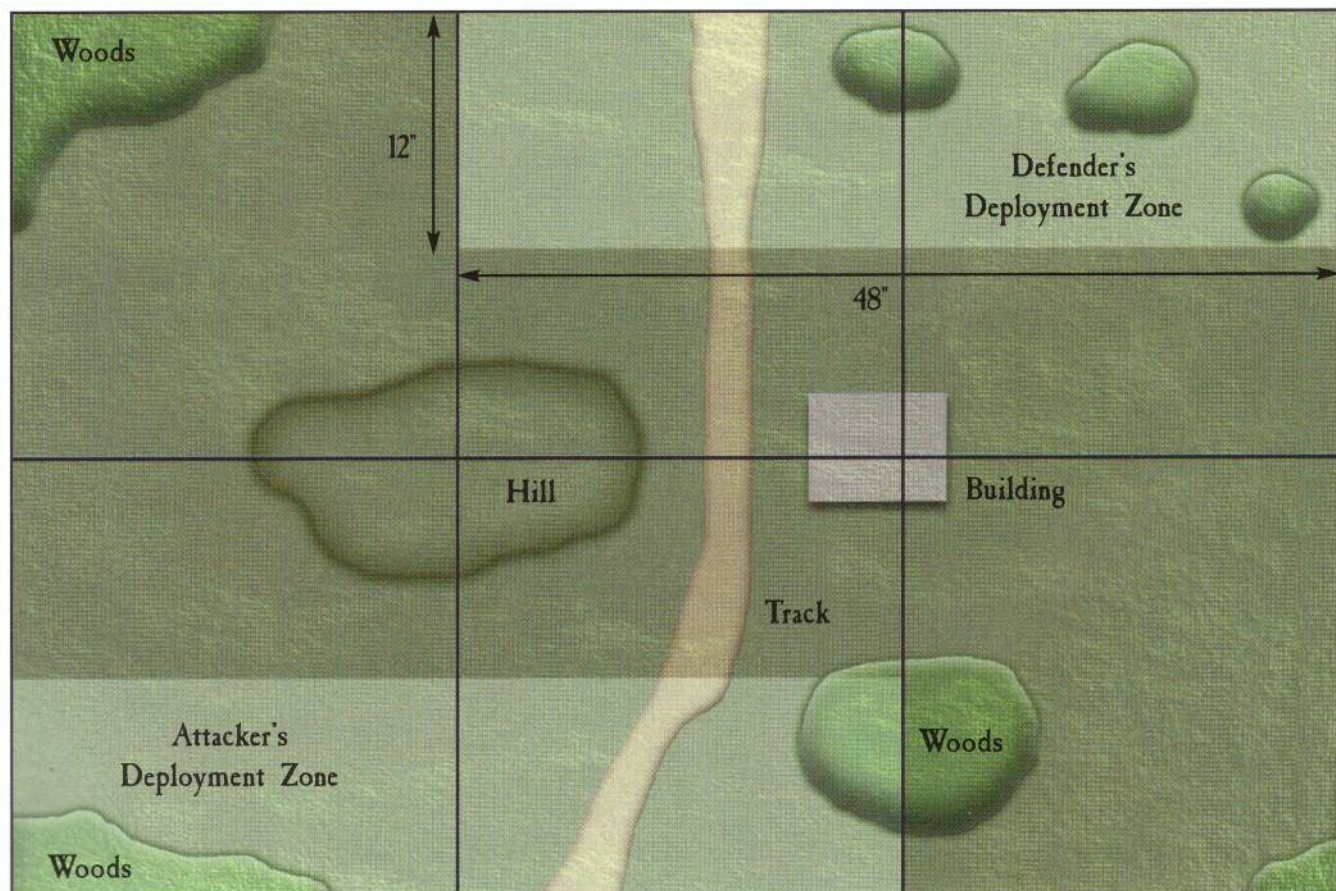 Woods
12"
Defender's
Deployment Zone
48"
Hill
Building
Track
Attacker's
Deployment Zone
Woods
Woods